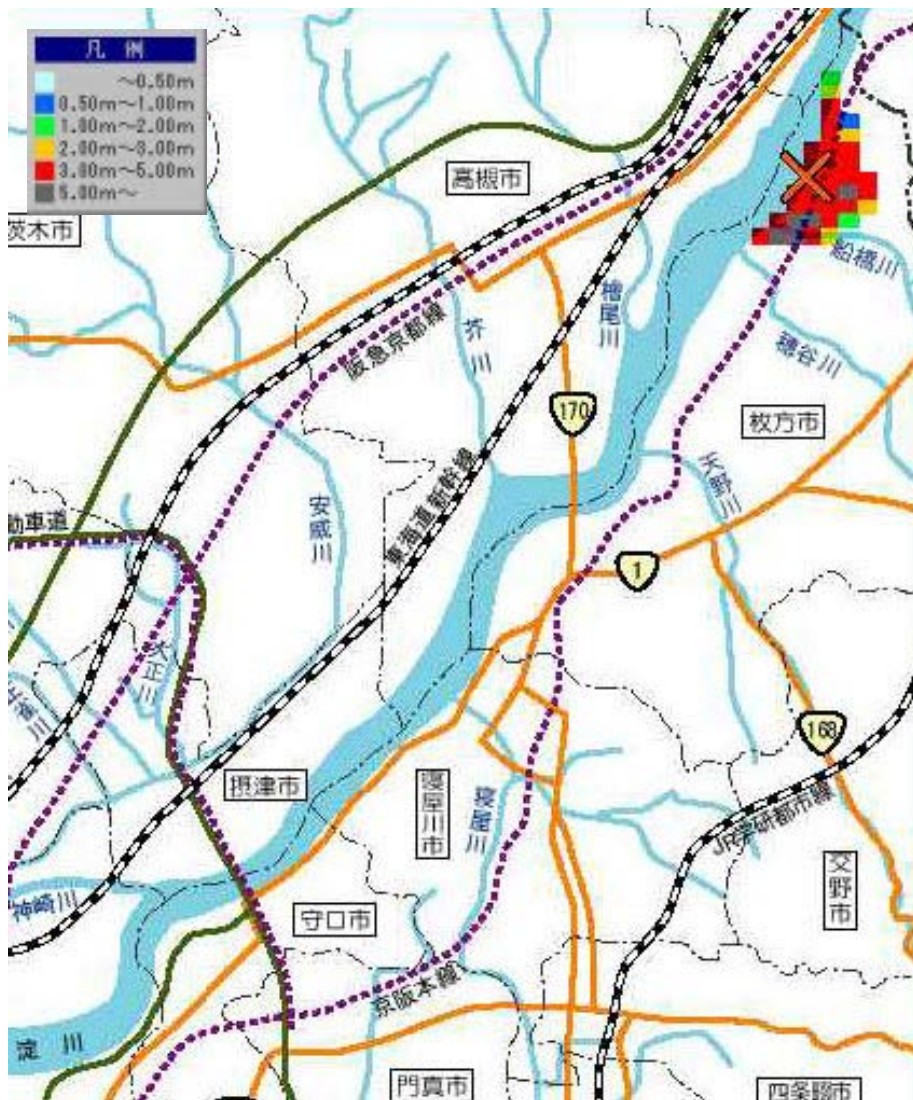 凡例
～0.50m
0.50m～1.00m
1.00m～2.00m
2.00m～3.00m
3.00m～5.00m
5.00m～
高槻市
茨木市
船橋川
檜尾川
穂谷川
阪急京都線
芥川
170
枚方市
東海道新幹線
安威川
天野川
動車道
1
大正川
168
摂津市
寝屋川市
寝屋川
JR学研都市線
交野市
神崎川
守口市
京阪本線
淀川
門真市
四条畷市